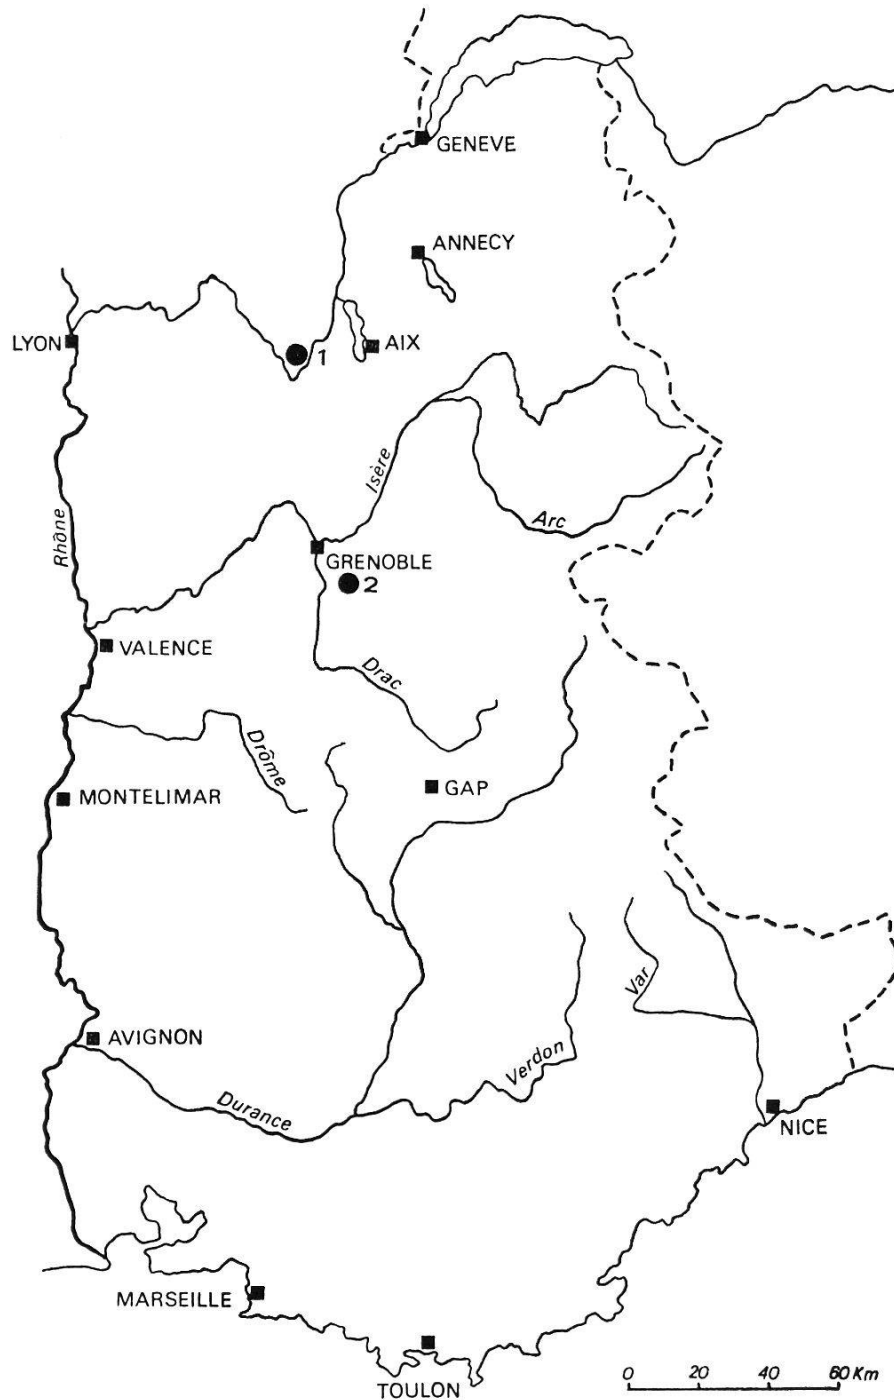 GENEVE
ANNECY
LYON
1
AIX
Isère
Arc
Rhône
GRENOBLE
2
VALENCE
Drac
Drôme
MONTELIMAR
GAP
Var
AVIGNON
Verdon
Durance
NICE
MARSEILLE
TOULON
0 20 40 60 Km